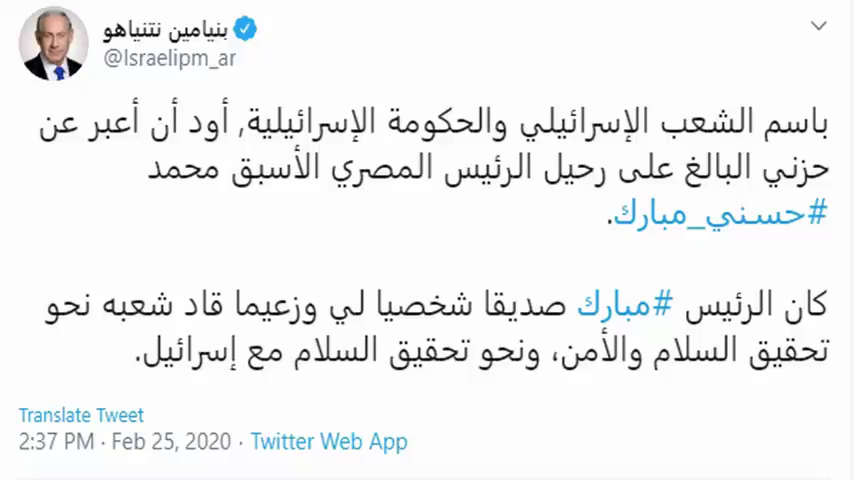 بنيامين نتنياهو
@Israelipm_ar
باسم الشعب الإسرائيلي والحكومة الإسرائيلية, أود أن أعبر عن
حزني البالغ على رحيل الرئيس المصري الأسبق محمد
#حسني_مبارك.
كان الرئيس #مبارك صديقا شخصيا لي وزعيما قاد شعبه نحو
تحقيق السلام والأمن، ونحو تحقيق السلام مع إسرائيل.
Translate Tweet
2:37 PM · Feb 25, 2020 · Twitter Web App